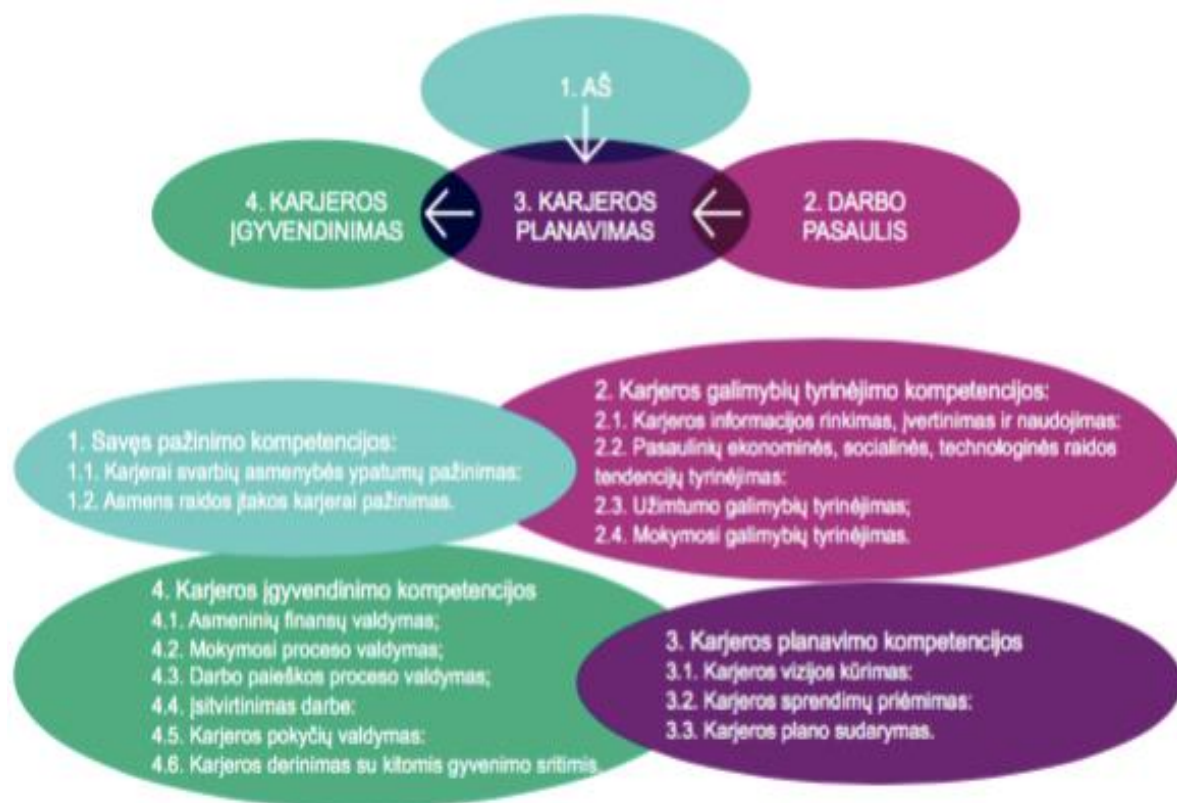 1. AŠ
4. KARJEROS
ĮGYVENDINIMAS
3. KARJEROS
PLANAVIMAS
2. DARBO
PASAULIS
1. Savęs pažinimo kompetencijos:
1.1. Karjerai svarbių asmenybės ypatumų pažinimas:
1.2. Asmens raidos įtakos karjerai pažinimas.
2. Karjeros galimybių tyrinėjimo kompetencijos:
2.1. Karjeros informacijos rinkimas, įvertinimas ir naudojimas:
2.2. Pasaulinių ekonominės, socialinės, technologinės raidos
tendencijų tyrinėjimas:
2.3. Užimtumo galimybių tyrinėjimas;
2.4. Mokymosi galimybių tyrinėjimas.
4. Karjeros įgyvendinimo kompetencijos
4.1. Asmeninių finansų valdymas;
4.2. Mokymosi proceso valdymas;
4.3. Darbo paieškos proceso valdymas;
4.4. Įsitvirtinimas darbe:
4.5. Karjeros pokyčių valdymas:
4.6. Karjeros derinimas su kitomis gyvenimo sritimis.
3. Karjeros planavimo kompetencijos
3.1. Karjeros vizijos kūrimas:
3.2. Karjeros sprendimų priėmimas:
3.3. Karjeros plano sudarymas.